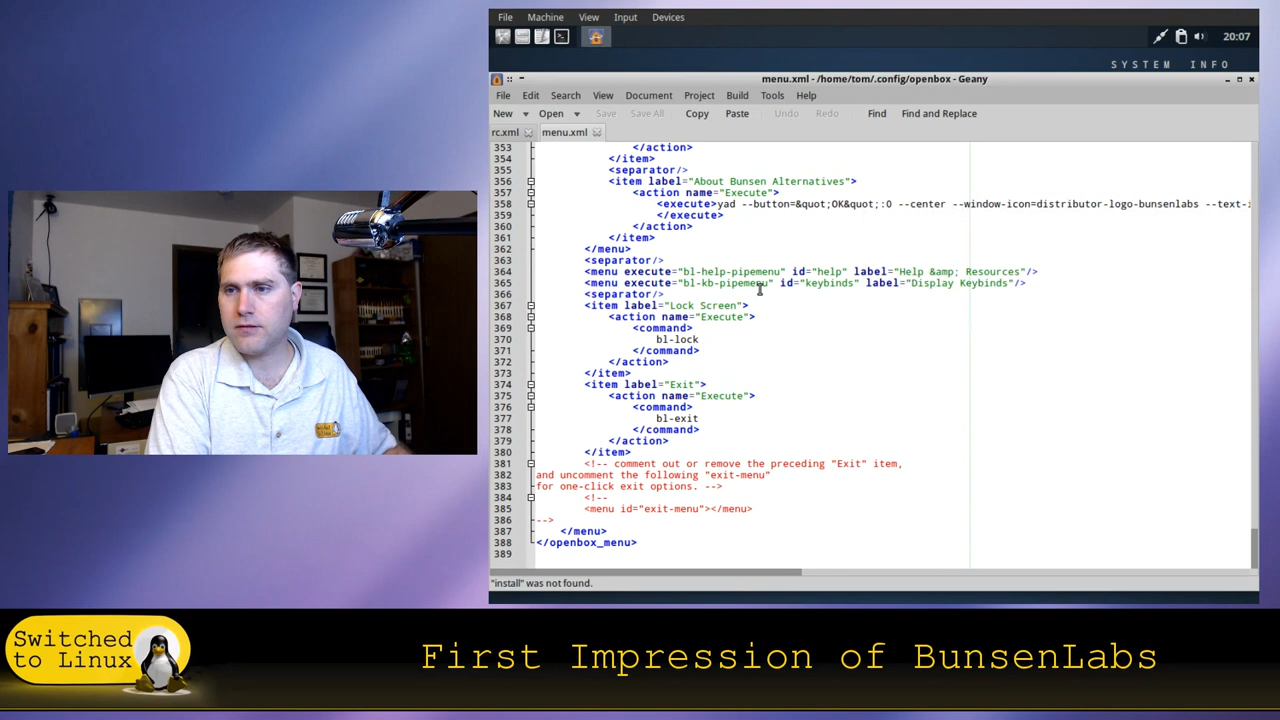 File Machine View Input Devices
20:07
SYSTEM INFO
menu.xml - /home/tom/.config/openbox - Geany
File Edit Search View Document Project Build Tools Help
New Open Save Save All Copy Paste Undo Redo Find Find and Replace
rc.xml menu.xml
353 </action>
354 </item>
355 <separator/>
356 <item label="About Bunsen Alternatives">
357 <action name="Execute">
358 <execute>yad --button=&quot;OK&quot;:0 --center --window-icon=distributor-logo-bunsenlabs --text-i
359 </execute>
360 </action>
361 </item>
362 </menu>
363 <separator/>
364 <menu execute="bl-help-pipemenu" id="help" label="Help &amp; Resources"/>
365 <menu execute="bl-kb-pipemenu" id="keybinds" label="Display Keybinds"/>
366 <separator/>
367 <item label="Lock Screen">
368 <action name="Execute">
369 <command>
370 bl-lock
371 </command>
372 </action>
373 </item>
374 <item label="Exit">
375 <action name="Execute">
376 <command>
377 bl-exit
378 </command>
379 </action>
380 </item>
381 <!-- comment out or remove the preceding "Exit" item,
382 and uncomment the following "exit-menu"
383 for one-click exit options. -->
384 <!--
385 <menu id="exit-menu"></menu>
386 -->
387 </menu>
388 </openbox_menu>
389
"install" was not found.
Switched
to Linux
First Impression of BunsenLabs